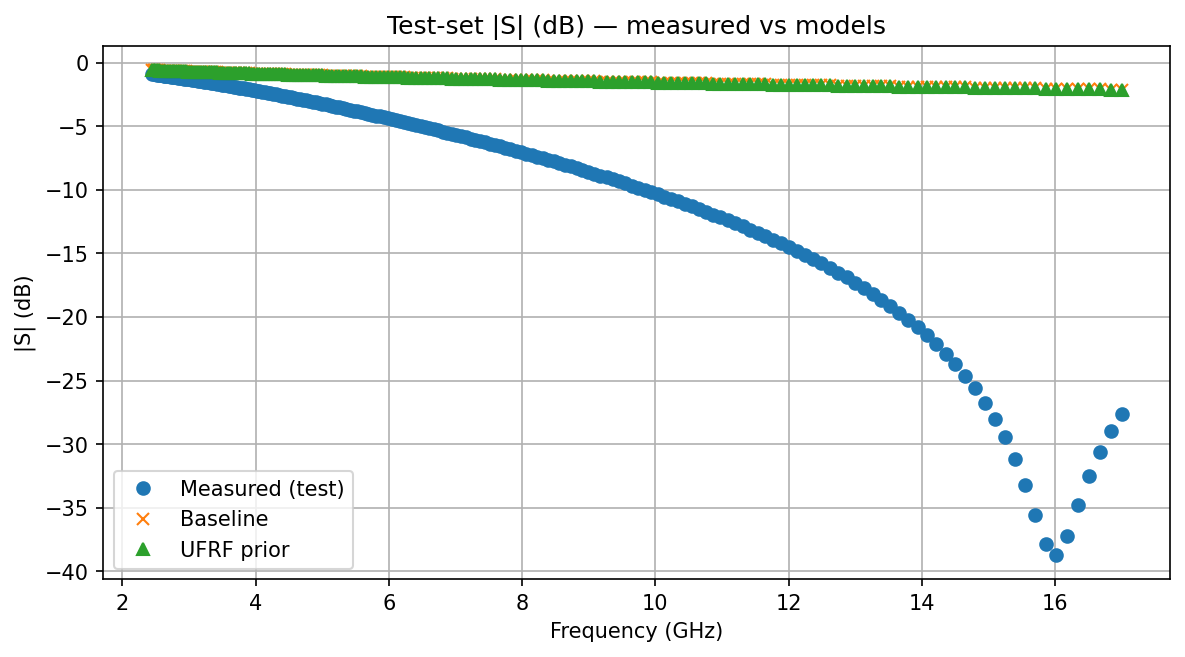 Test-set |S| (dB) — measured vs models
0
−5
−10
−15
−20
−25
−30
−35
−40
|S| (dB)
Measured (test)
Baseline
UFRF prior
2
4
6
8
10
12
14
16
Frequency (GHz)